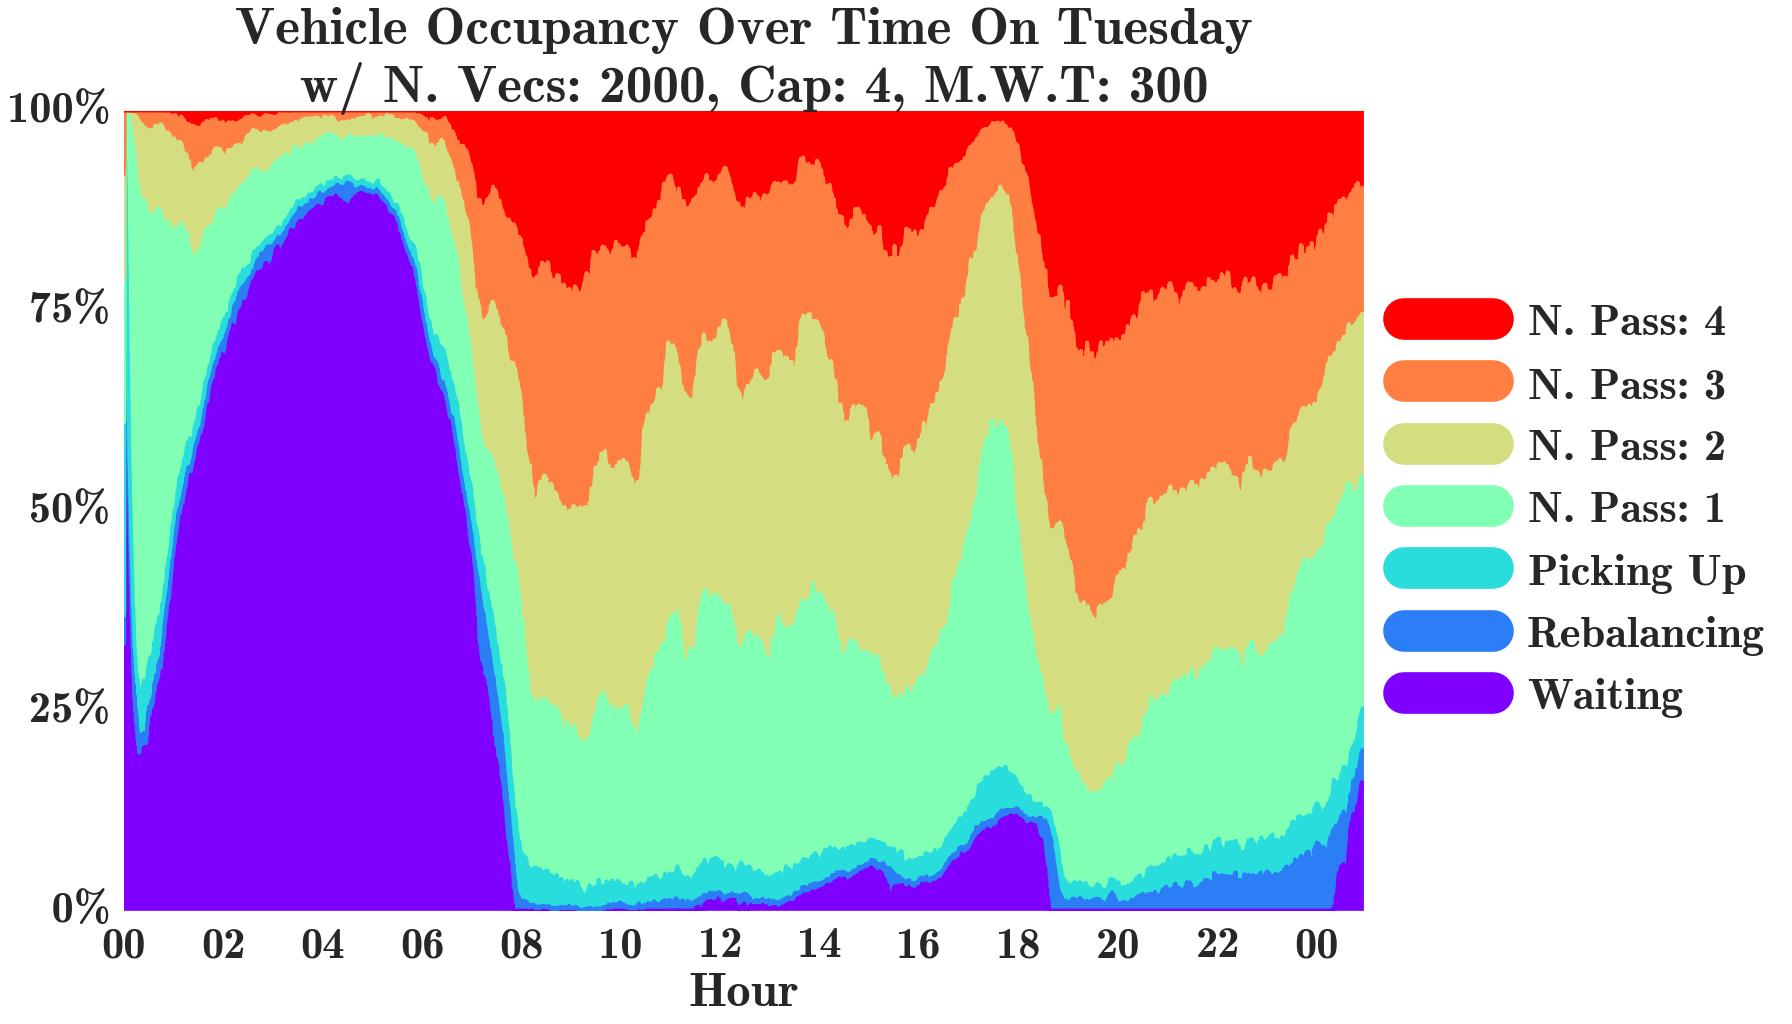 Vehicle Occupancy Over Time On Tuesday
w/ N. Vecs: 2000, Cap: 4, M.W.T: 300
100%
75%
50%
25%
0%
00 02 04 06 08 10 12 14 16 18 20 22 00
Hour
N. Pass: 4
N. Pass: 3
N. Pass: 2
N. Pass: 1
Picking Up
Rebalancing
Waiting